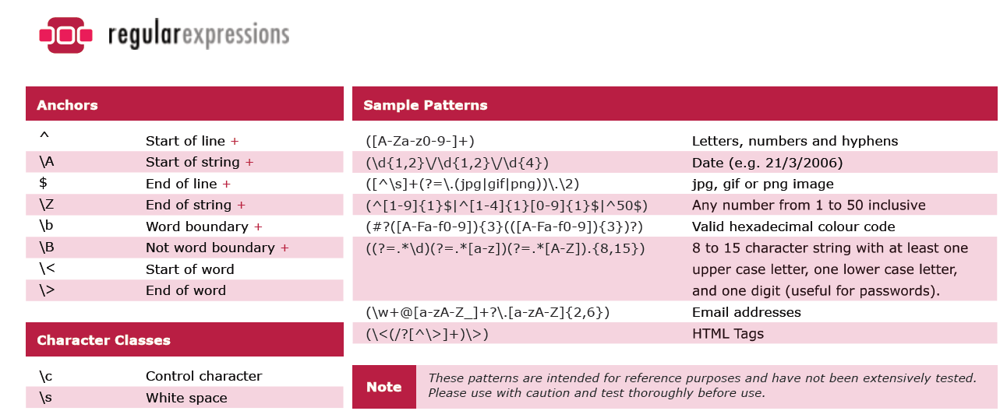 regularexpressions
Anchors
^ Start of line +
\A Start of string +
$ End of line +
\Z End of string +
\b Word boundary +
\B Not word boundary +
\< Start of word
\> End of word
Character Classes
\c Control character
\s White space
Sample Patterns
([A-Za-z0-9-]+) Letters, numbers and hyphens
(\d{1,2}\/\d{1,2}\/\d{4}) Date (e.g. 21/3/2006)
([^\s]+(?=\.(jpg|gif|png))\.\2) jpg, gif or png image
(^[1-9]{1}$|^[1-4]{1}[0-9]{1}$|^50$) Any number from 1 to 50 inclusive
(#?([A-Fa-f0-9]){3}(([A-Fa-f0-9]){3})?) Valid hexadecimal colour code
((?=.*\d)(?=.*[a-z])(?=.*[A-Z]).{8,15}) 8 to 15 character string with at least one
upper case letter, one lower case letter,
and one digit (useful for passwords).
(\w+@[a-zA-Z_]+?\.[a-zA-Z]{2,6}) Email addresses
(\<(/?[^\>]+)\>) HTML Tags
Note These patterns are intended for reference purposes and have not been extensively tested.
Please use with caution and test thoroughly before use.